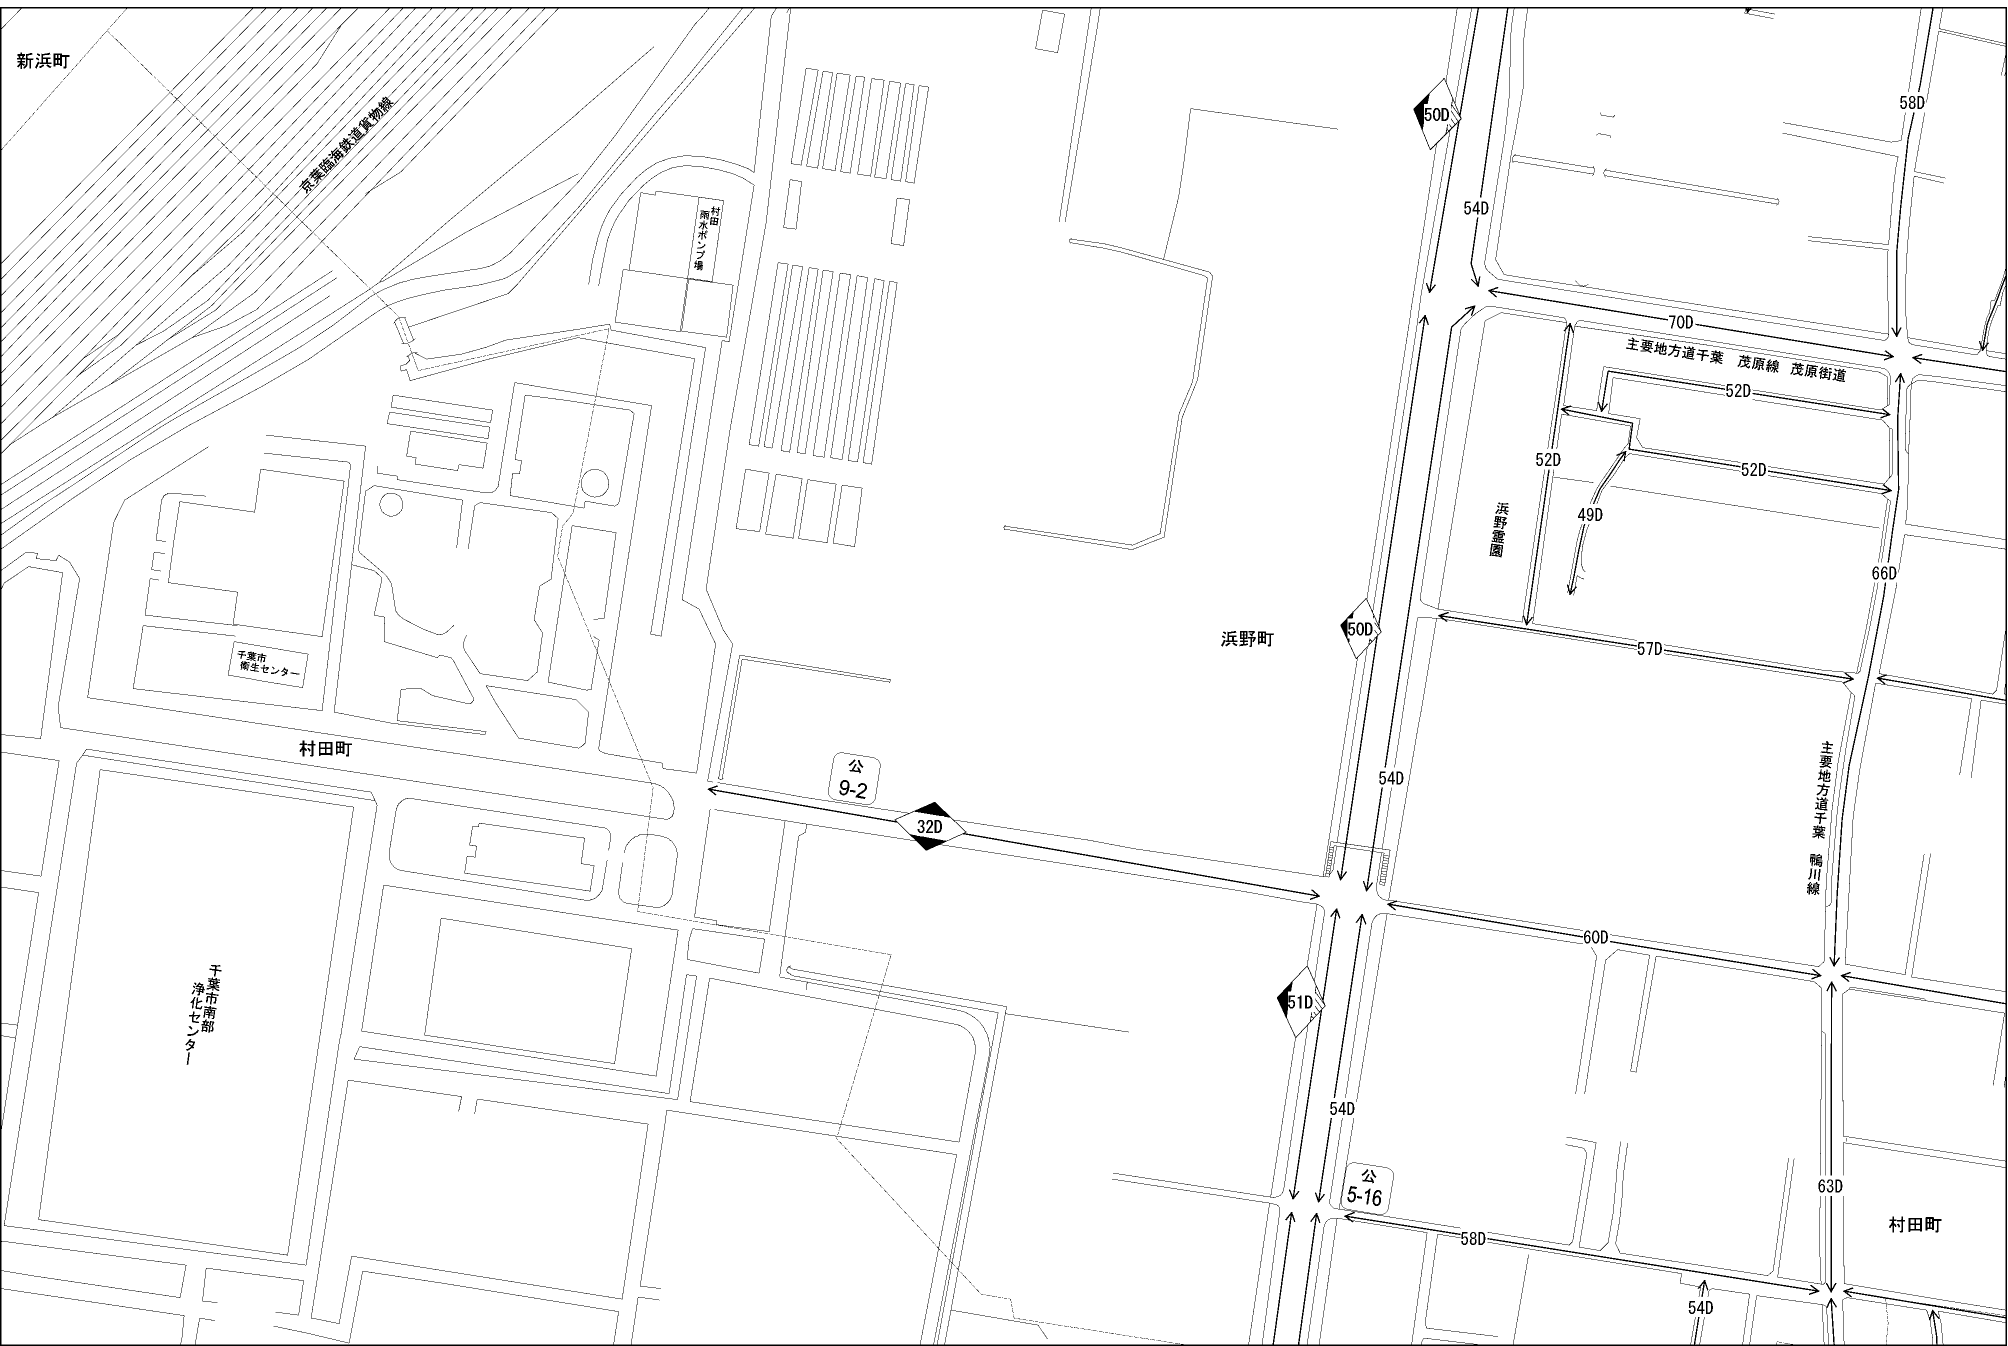 新浜町
京葉臨海鉄道貨物線
村田
雨水ポンプ場
50D
58D
54D
70D
主要地方道千葉　茂原線　茂原街道
52D
52D
52D
49D
浜野霊園
66D
千葉市
衛生センター
浜野町
50D
57D
村田町
公
9-2
32D
54D
主要地方道千葉　鴨川線
60D
千葉市南部
浄化センター
51D
54D
公
5-16
63D
村田町
58D
54D